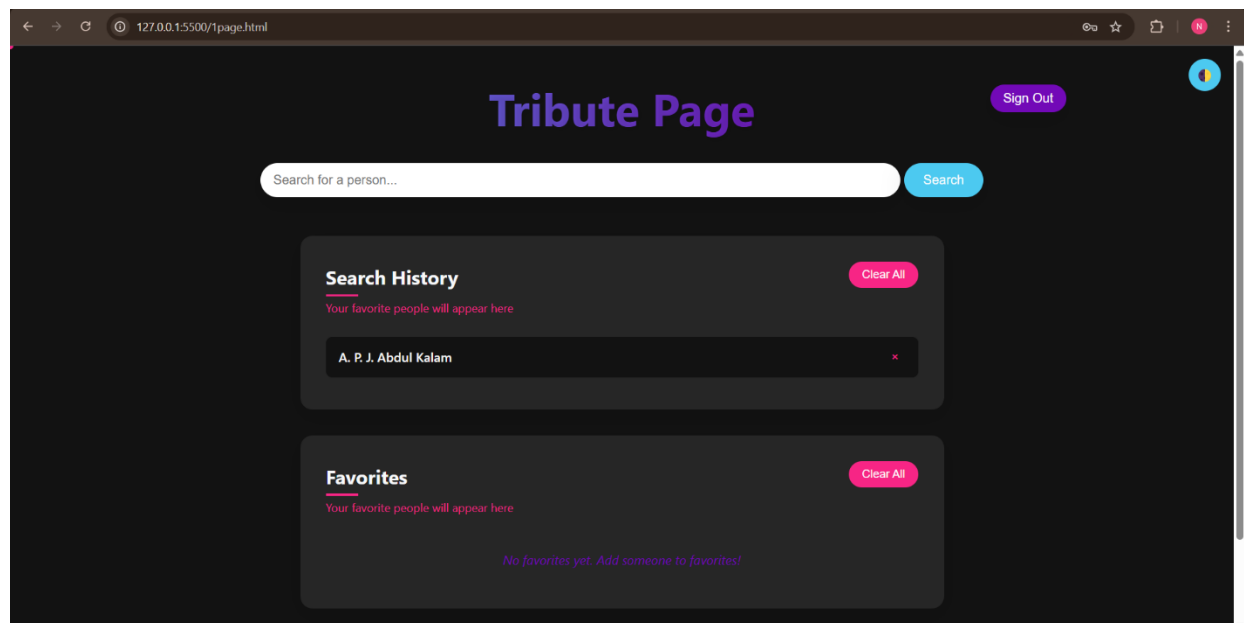 127.0.0.1:5500/1page.html
N
Tribute Page
Sign Out
Search for a person...
Search
Search History
Clear All
Your favorite people will appear here
A. P. J. Abdul Kalam
×
Favorites
Clear All
Your favorite people will appear here
No favorites yet. Add someone to favorites!